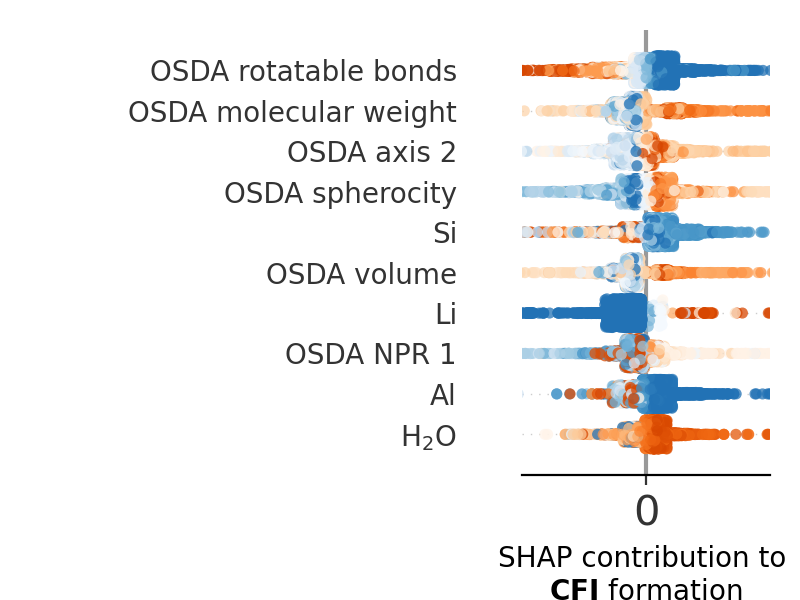 OSDA rotatable bonds
OSDA molecular weight
OSDA axis 2
OSDA spherocity
Si
OSDA volume
Li
OSDA NPR 1
Al
H₂O
0
SHAP contribution to
CFI formation